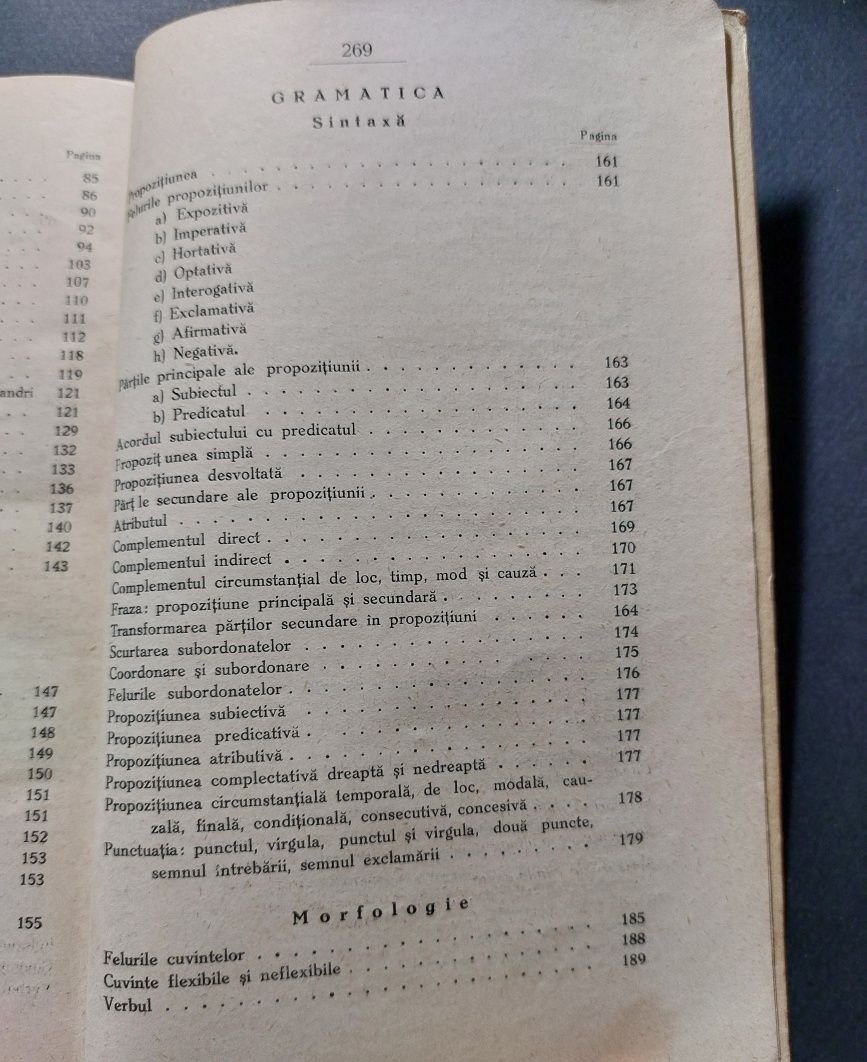 Pagina
85
86
90
92
94
103
107
110
111
112
118
119
andri 121
121
129
132
133
136
137
140
142
143
147
147
148
149
150
151
151
152
153
153
155
269
GRAMATICA
Sintaxă
Pagina
Propozițiunea . . . . . . . . . . 161
Felurile propozițiunilor . . . . . . . . . . 161
a) Expozitivă
b) Imperativă
c) Hortativă
d) Optativă
e) Interogativă
f) Exclamativă
g) Afirmativă
h) Negativă.
Părțile principale ale propozițiunii . . . . . . . . . . 163
a) Subiectul . . . . . . . . . . 163
b) Predicatul . . . . . . . . . . 164
Acordul subiectului cu predicatul . . . . . . . . . . 166
Propoziț unea simplă . . . . . . . . . . 166
Propozițiunea desvoltată . . . . . . . . . . 167
Părț le secundare ale propozițiunii . . . . . . . . . . 167
Atributul . . . . . . . . . . 167
Complementul direct . . . . . . . . . . 169
Complementul indirect . . . . . . . . . . 170
Complementul circumstanțial de loc, timp, mod și cauză . . . 171
Fraza: propozițiune principală și secundară . . . . . . . 173
Transformarea părților secundare in propozițiuni . . . . . . 164
Scurtarea subordonatelor . . . . . . . . . . 174
Coordonare și subordonare . . . . . . . . . . 175
Felurile subordonatelor . . . . . . . . . . 176
Propozițiunea subiectivă . . . . . . . . . . 177
Propozițiunea predicativă . . . . . . . . . . 177
Propozițiunea atributivă . . . . . . . . . . 177
Propozițiunea complectativă dreaptă și nedreaptă . . . . . . 177
Propozițiunea circumstanțială temporală, de loc, modală, cau-
zală, finală, condițională, consecutivă, concesivă . . . . 178
Punctuația: punctul, virgula, punctul și virgula, două puncte,
semnul întrebării, semnul exclamării . . . . . . . . 179
Morfologie
Felurile cuvintelor . . . . . . . . . . 185
Cuvinte flexibile și neflexibile . . . . . . . . . . 188
Verbul . . . . . . . . . . 189